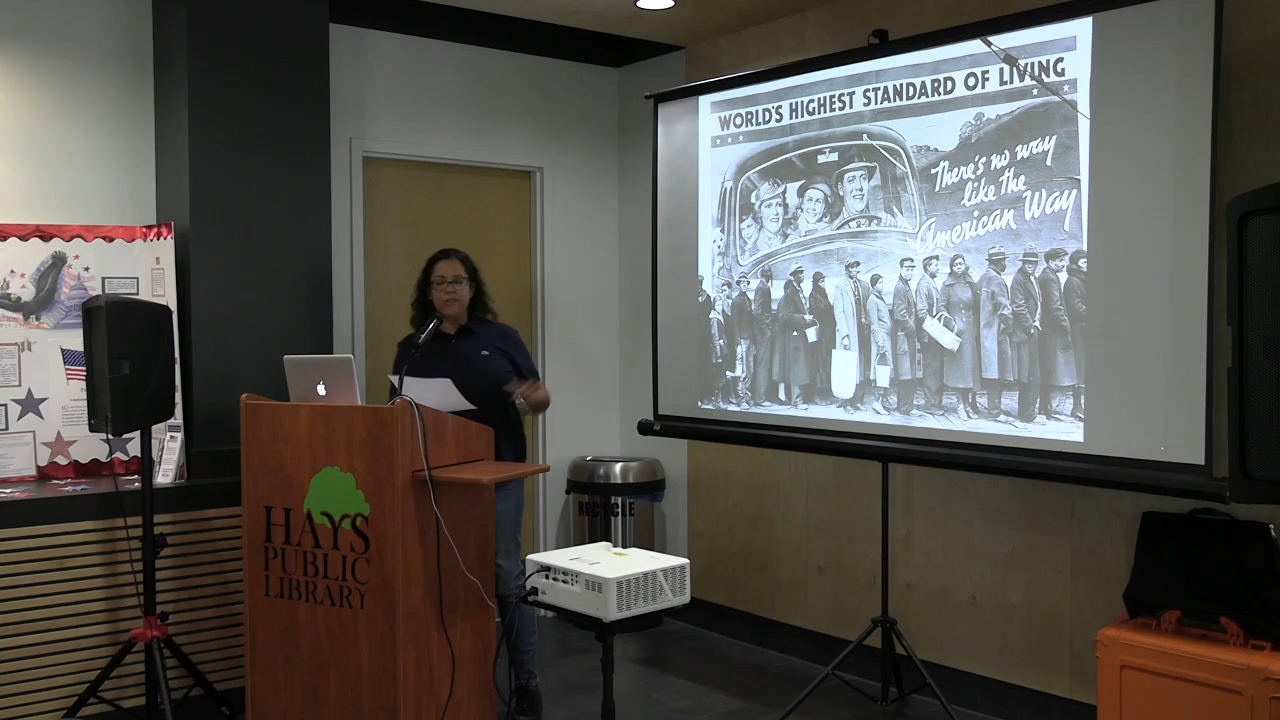 WORLD'S HIGHEST STANDARD OF LIVING
There's no way
like the
American Way
HAYS
PUBLIC
LIBRARY
RECYCLE